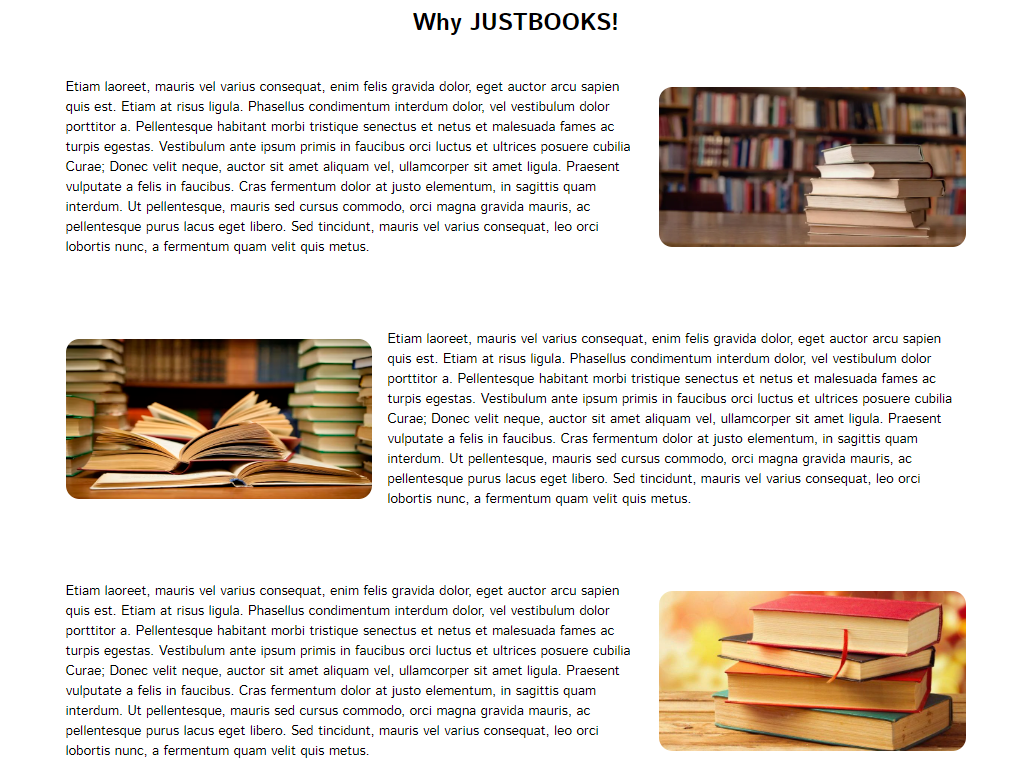 Why JUSTBOOKS!
Etiam laoreet, mauris vel varius consequat, enim felis gravida dolor, eget auctor arcu sapien
quis est. Etiam at risus ligula. Phasellus condimentum interdum dolor, vel vestibulum dolor
porttitor a. Pellentesque habitant morbi tristique senectus et netus et malesuada fames ac
turpis egestas. Vestibulum ante ipsum primis in faucibus orci luctus et ultrices posuere cubilia
Curae; Donec velit neque, auctor sit amet aliquam vel, ullamcorper sit amet ligula. Praesent
vulputate a felis in faucibus. Cras fermentum dolor at justo elementum, in sagittis quam
interdum. Ut pellentesque, mauris sed cursus commodo, orci magna gravida mauris, ac
pellentesque purus lacus eget libero. Sed tincidunt, mauris vel varius consequat, leo orci
lobortis nunc, a fermentum quam velit quis metus.
Etiam laoreet, mauris vel varius consequat, enim felis gravida dolor, eget auctor arcu sapien
quis est. Etiam at risus ligula. Phasellus condimentum interdum dolor, vel vestibulum dolor
porttitor a. Pellentesque habitant morbi tristique senectus et netus et malesuada fames ac
turpis egestas. Vestibulum ante ipsum primis in faucibus orci luctus et ultrices posuere cubilia
Curae; Donec velit neque, auctor sit amet aliquam vel, ullamcorper sit amet ligula. Praesent
vulputate a felis in faucibus. Cras fermentum dolor at justo elementum, in sagittis quam
interdum. Ut pellentesque, mauris sed cursus commodo, orci magna gravida mauris, ac
pellentesque purus lacus eget libero. Sed tincidunt, mauris vel varius consequat, leo orci
lobortis nunc, a fermentum quam velit quis metus.
Etiam laoreet, mauris vel varius consequat, enim felis gravida dolor, eget auctor arcu sapien
quis est. Etiam at risus ligula. Phasellus condimentum interdum dolor, vel vestibulum dolor
porttitor a. Pellentesque habitant morbi tristique senectus et netus et malesuada fames ac
turpis egestas. Vestibulum ante ipsum primis in faucibus orci luctus et ultrices posuere cubilia
Curae; Donec velit neque, auctor sit amet aliquam vel, ullamcorper sit amet ligula. Praesent
vulputate a felis in faucibus. Cras fermentum dolor at justo elementum, in sagittis quam
interdum. Ut pellentesque, mauris sed cursus commodo, orci magna gravida mauris, ac
pellentesque purus lacus eget libero. Sed tincidunt, mauris vel varius consequat, leo orci
lobortis nunc, a fermentum quam velit quis metus.